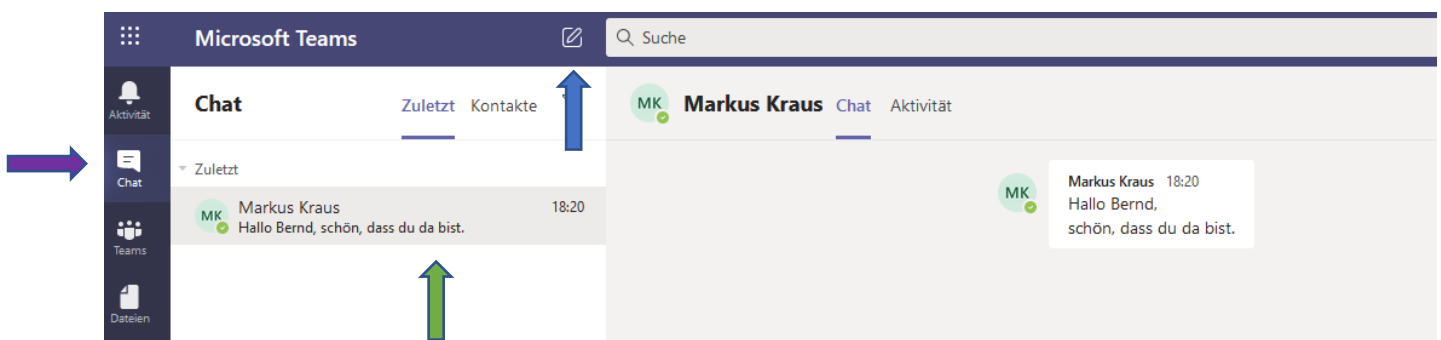 Microsoft Teams
Suche
Aktivität
Chat
Teams
Dateien
Chat
Zuletzt Kontakte
Zuletzt
MK
Markus Kraus 18:20
Hallo Bernd, schön, dass du da bist.
MK Markus Kraus Chat Aktivität
MK
Markus Kraus 18:20
Hallo Bernd,
schön, dass du da bist.